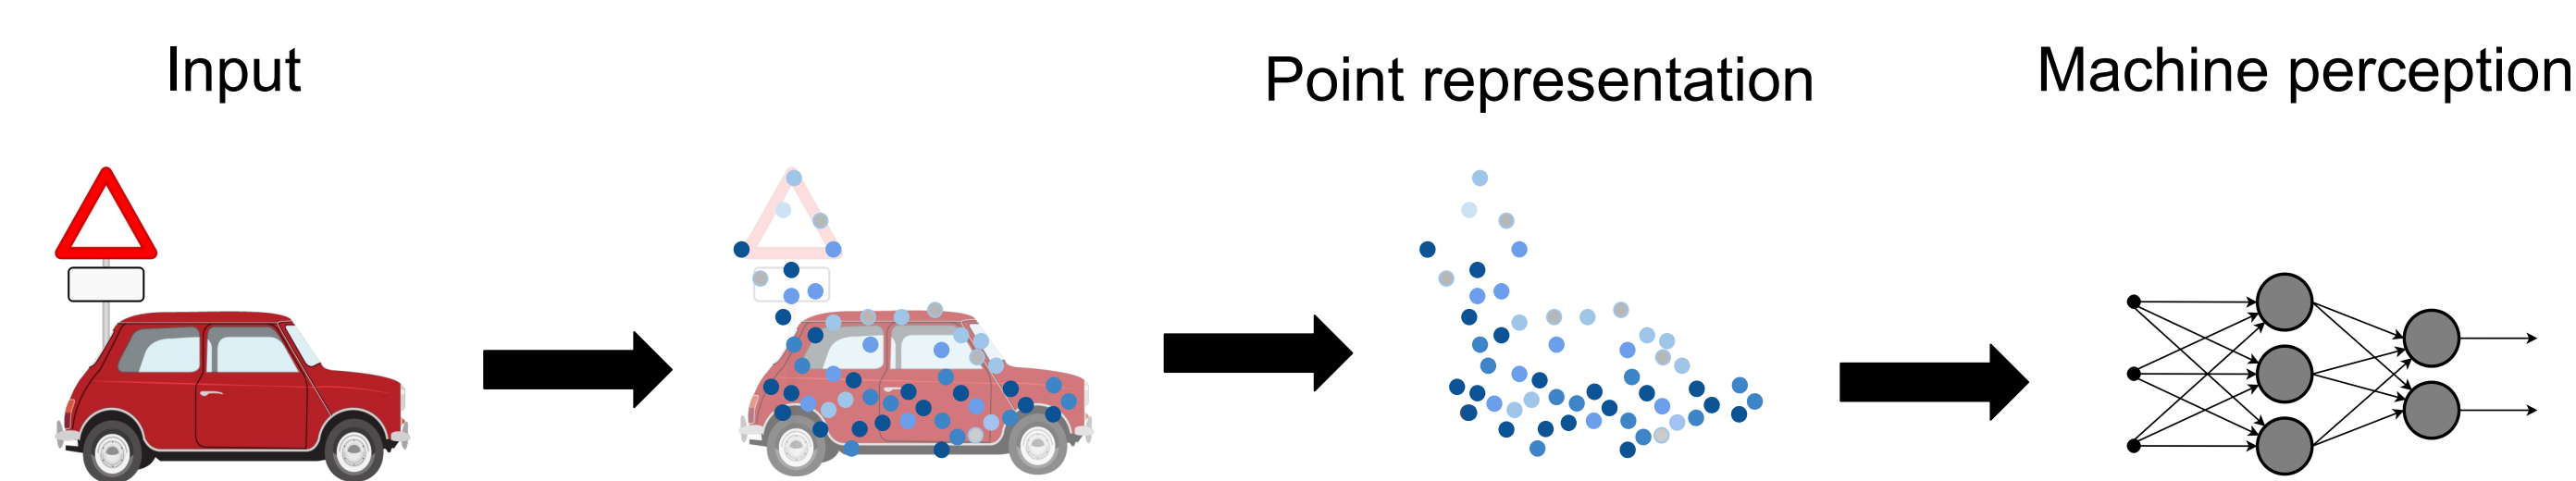 Input
Point representation
Machine perception